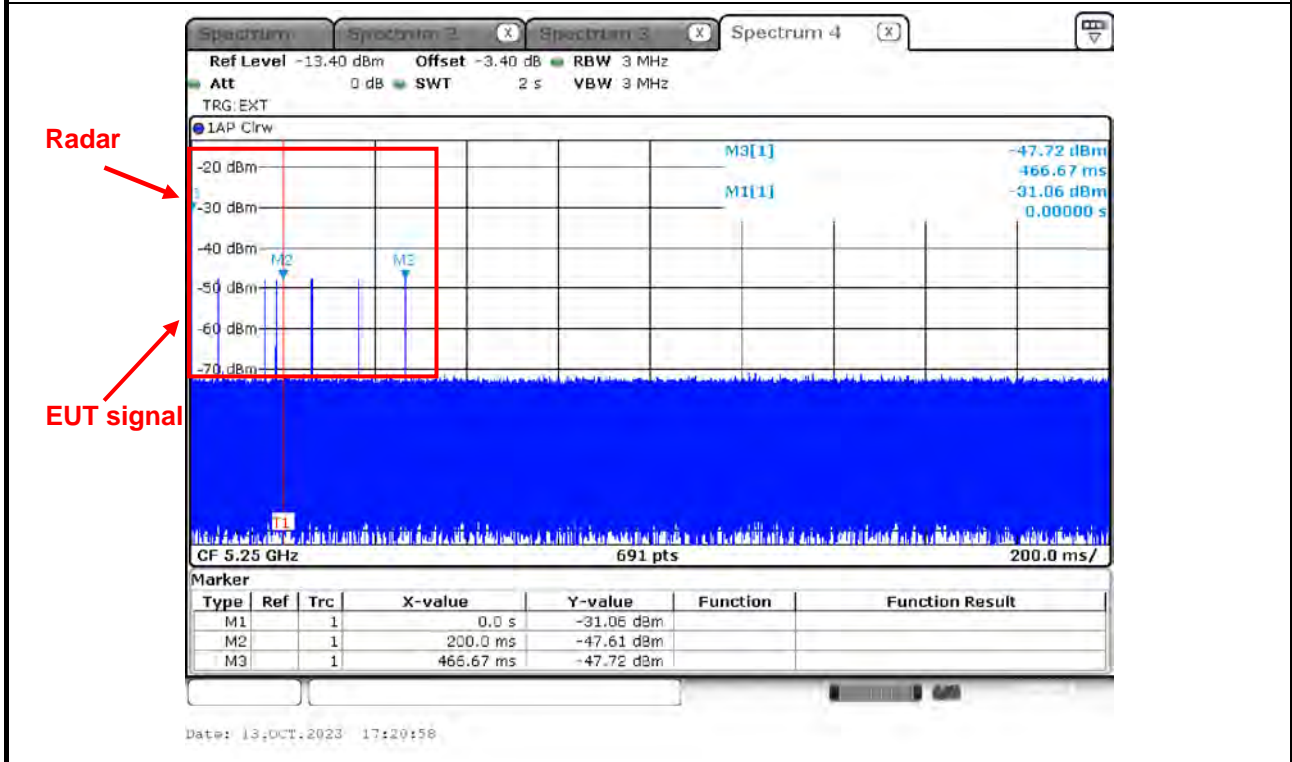 Spectrum Spectrum 2 X Spectrum 3 X Spectrum 4 X
Ref Level -13.40 dBm Offset -3.40 dB RBW 3 MHz
Att 0 dB SWT 2 s VBW 3 MHz
TRG:EXT
1AP Clrw
Radar
M3[1] -47.72 dBm
466.67 ms
M1[1] -31.06 dBm
0.00000 s
-20 dBm
-30 dBm
-40 dBm
M2 M3
-50 dBm
-60 dBm
-70 dBm
EUT signal
T1
CF 5.25 GHz 691 pts 200.0 ms/
Marker
Type Ref Trc X-value Y-value Function Function Result
M1 1 0.0 s -31.06 dBm
M2 1 200.0 ms -47.61 dBm
M3 1 466.67 ms -47.72 dBm
Date: 13.OCT.2023 17:20:58